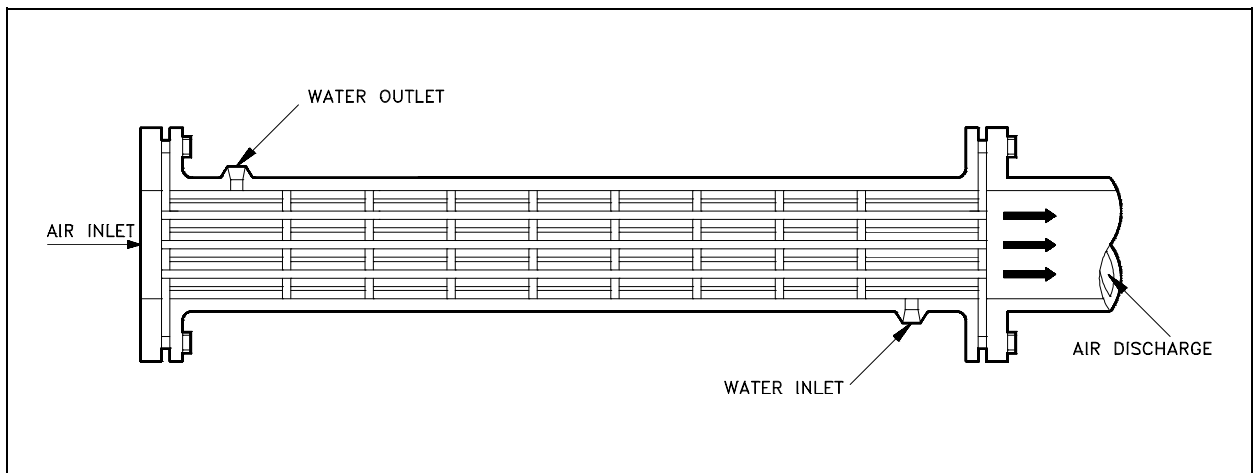 WATER OUTLET
AIR INLET
AIR DISCHARGE
WATER INLET